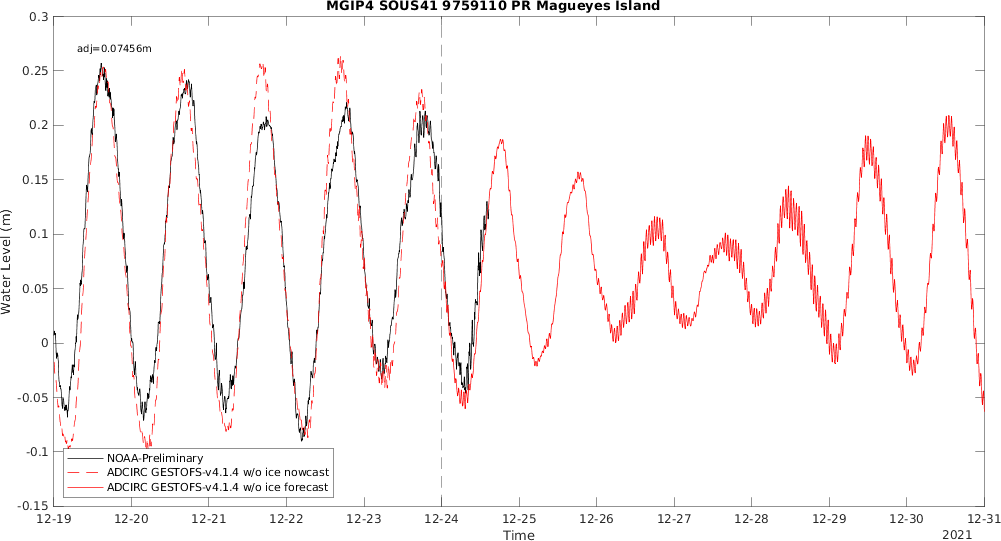 MGIP4 SOUS41 9759110 PR Magueyes Island
adj=0.07456m
0.3
0.25
0.2
0.15
0.1
0.05
0
-0.05
-0.1
-0.15
Water Level (m)
NOAA-Preliminary
ADCIRC GESTOFS-v4.1.4 w/o ice nowcast
ADCIRC GESTOFS-v4.1.4 w/o ice forecast
12-19 12-20 12-21 12-22 12-23 12-24 12-25 12-26 12-27 12-28 12-29 12-30 12-31
Time
2021